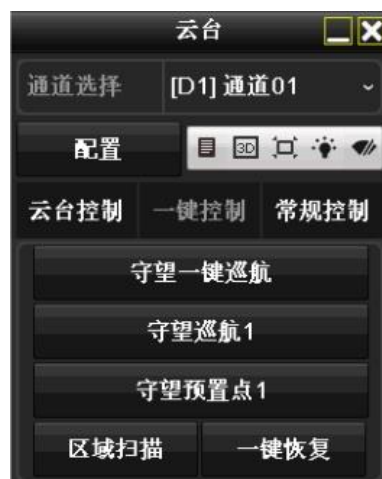 云台
通道选择 [D1] 通道01
配置 3D
云台控制 一键控制 常规控制
守望一键巡航
守望巡航1
守望预置点1
区域扫描 一键恢复